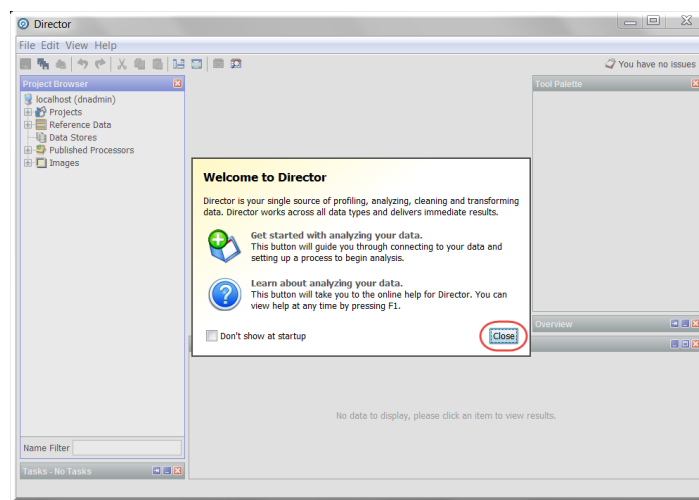 Director
File Edit View Help
You have no issues
Project Browser
Tool Palette
localhost (dnadmin)
Projects
Reference Data
Data Stores
Published Processors
Images
Welcome to Director
Director is your single source of profiling, analyzing, cleaning and transforming
data. Director works across all data types and delivers immediate results.
Get started with analyzing your data.
This button will guide you through connecting to your data and
setting up a process to begin analysis.
Learn about analyzing your data.
This button will take you to the online help for Director. You can
view help at any time by pressing F1.
Don't show at startup
Close
Overview
No data to display, please click an item to view results.
Name Filter
Tasks - No Tasks